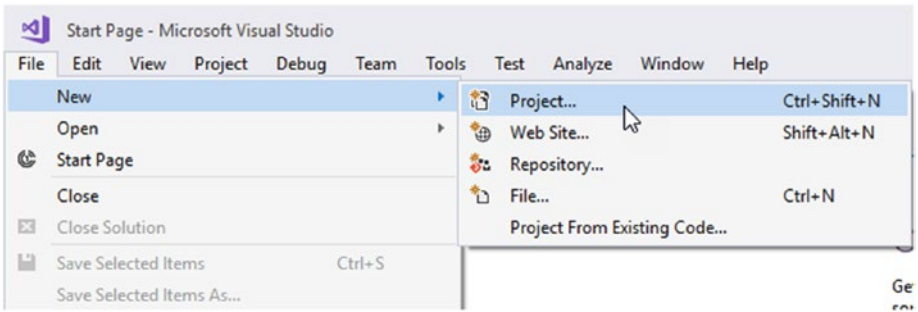 Start Page - Microsoft Visual Studio
File Edit View Project Debug Team Tools Test Analyze Window Help
New
Project... Ctrl+Shift+N
Open
Web Site... Shift+Alt+N
Start Page
Repository...
Close
File... Ctrl+N
Close Solution
Project From Existing Code...
Save Selected Items Ctrl+S
Save Selected Items As...
Ge